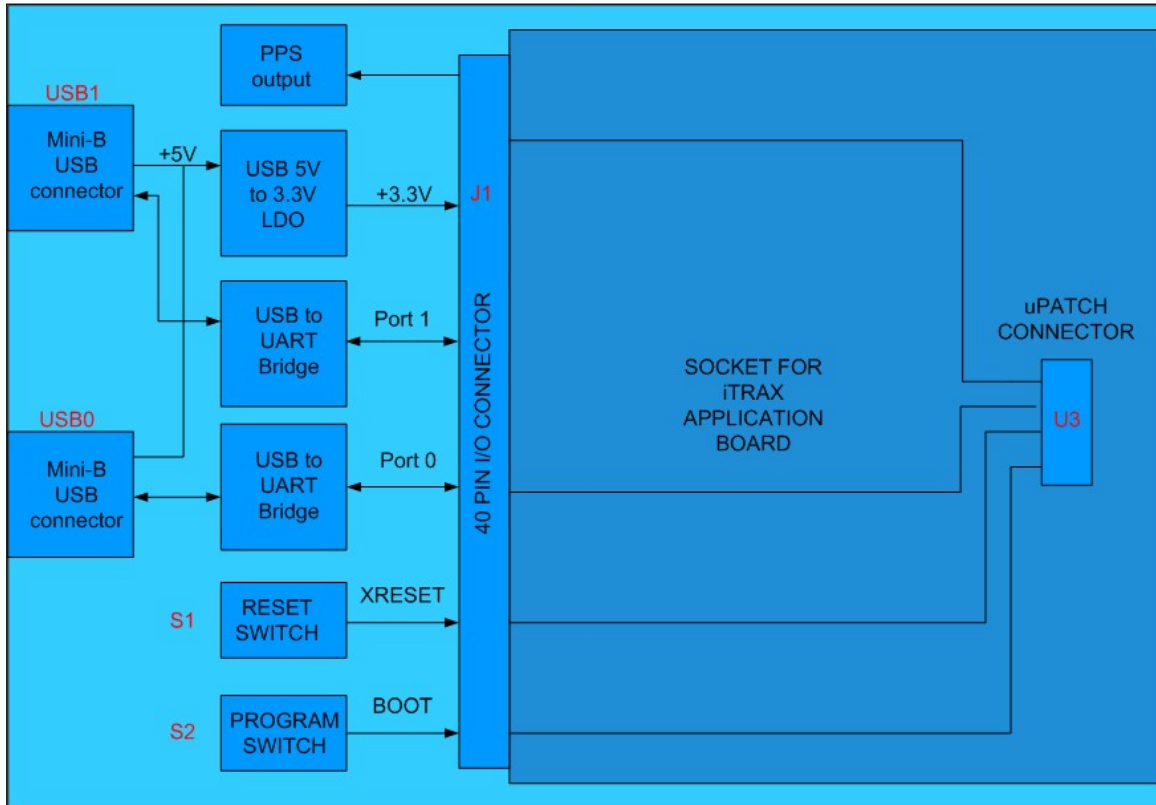 PPS
output
USB1
Mini-B
USB
connector
+5V
USB 5V
to 3.3V
LDO
+3.3V
J1
USB to
UART
Bridge
Port 1
40 PIN I/O CONNECTOR
uPATCH
CONNECTOR
SOCKET FOR
iTRAX
APPLICATION
BOARD
U3
USB0
Mini-B
USB
connector
USB to
UART
Bridge
Port 0
S1
RESET
SWITCH
XRESET
S2
PROGRAM
SWITCH
BOOT